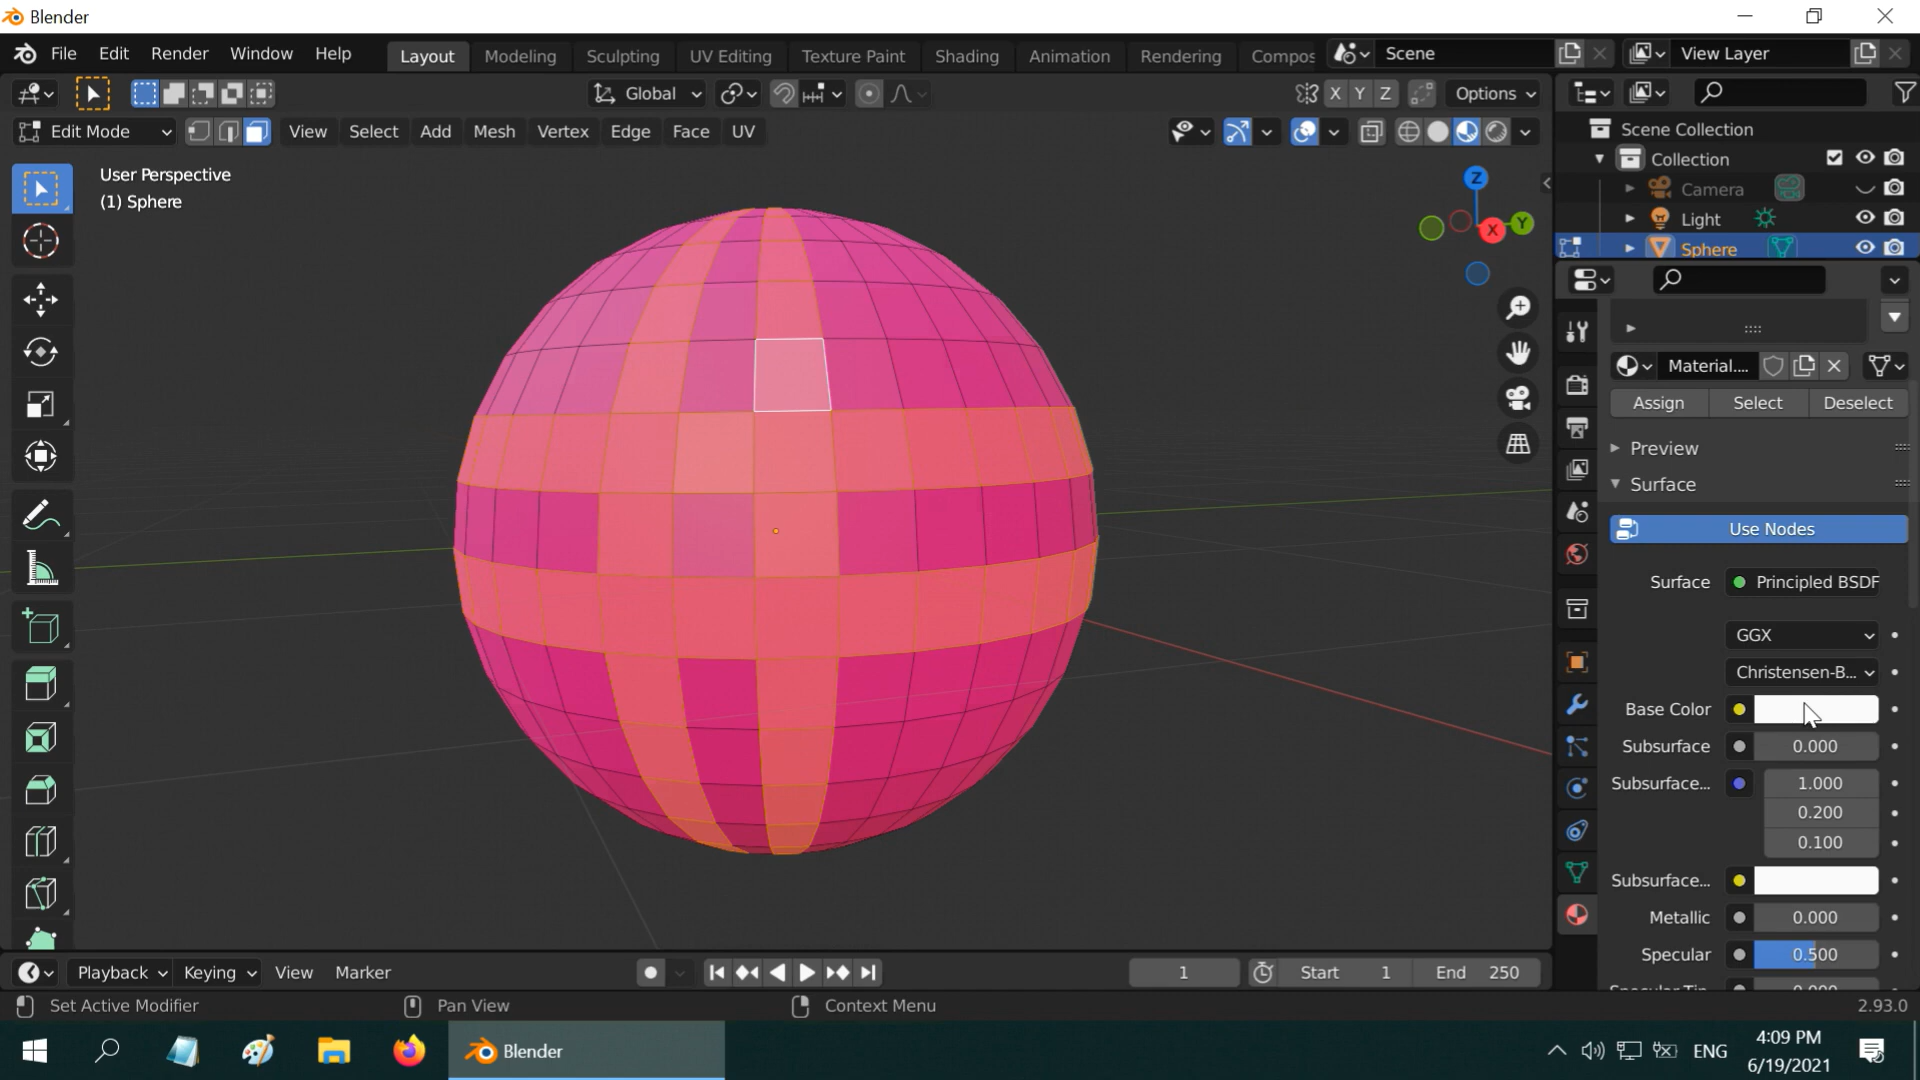 Blender
File Edit Render Window Help Layout Modeling Sculpting UV Editing Texture Paint Shading Animation Rendering Compos Scene View Layer
Global X Y Z Options
Edit Mode View Select Add Mesh Vertex Edge Face UV
User Perspective
(1) Sphere
Z
Y
X
Scene Collection
Collection
Camera
Light
Sphere
Material....
Assign Select Deselect
Preview
Surface
Use Nodes
Surface Principled BSDF
GGX
Christensen-B...
Base Color
Subsurface 0.000
Subsurface... 1.000
0.200
0.100
Subsurface...
Metallic 0.000
Specular 0.500
Specular Tin... 0.000
Playback Keying View Marker 1 Start 1 End 250
Set Active Modifier Pan View Context Menu 2.93.0
Blender ENG
4:09 PM
6/19/2021